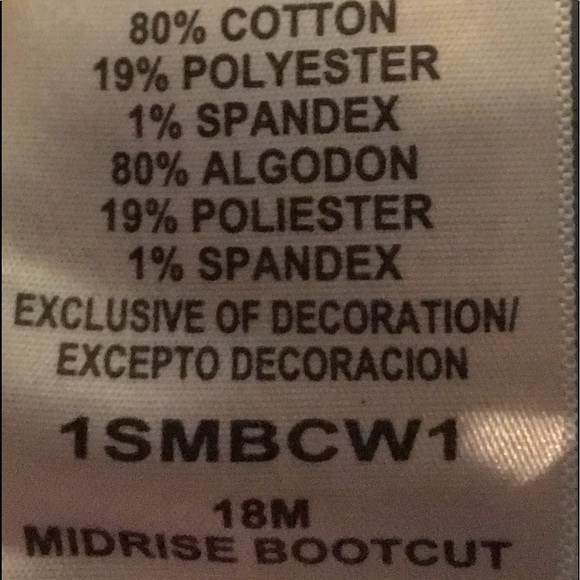 80% COTTON
19% POLYESTER
1% SPANDEX
80% ALGODON
19% POLIESTER
1% SPANDEX
EXCLUSIVE OF DECORATION/
EXCEPTO DECORACION
1SMBCW1
18M
MIDRISE BOOTCUT